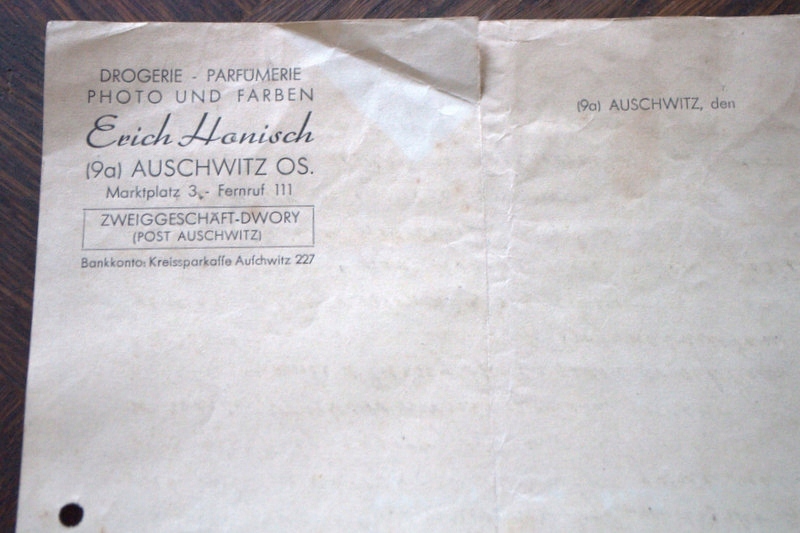 DROGERIE - PARFÜMERIE
PHOTO UND FARBEN
Erich Hanisch
(9a) AUSCHWITZ OS.
Marktplatz 3 - Fernruf 111
ZWEIGGESCHÄFT-DWORY
(POST AUSCHWITZ)
Bankkonto: Kreissparkasse Auſchwitz 227
(9a) AUSCHWITZ, den